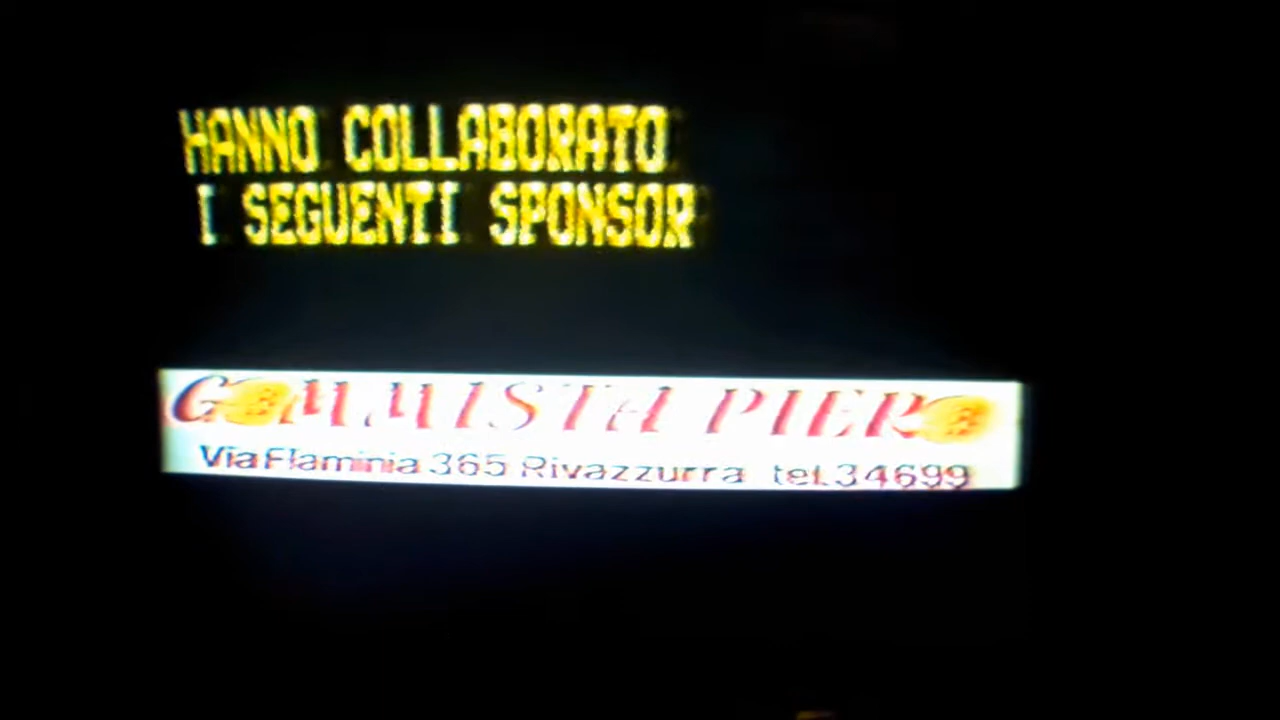 HANNO COLLABORATO
I SEGUENTI SPONSOR
GOMMISTA PIERO
Via Flaminia 365 Rivazzurra tel. 34699